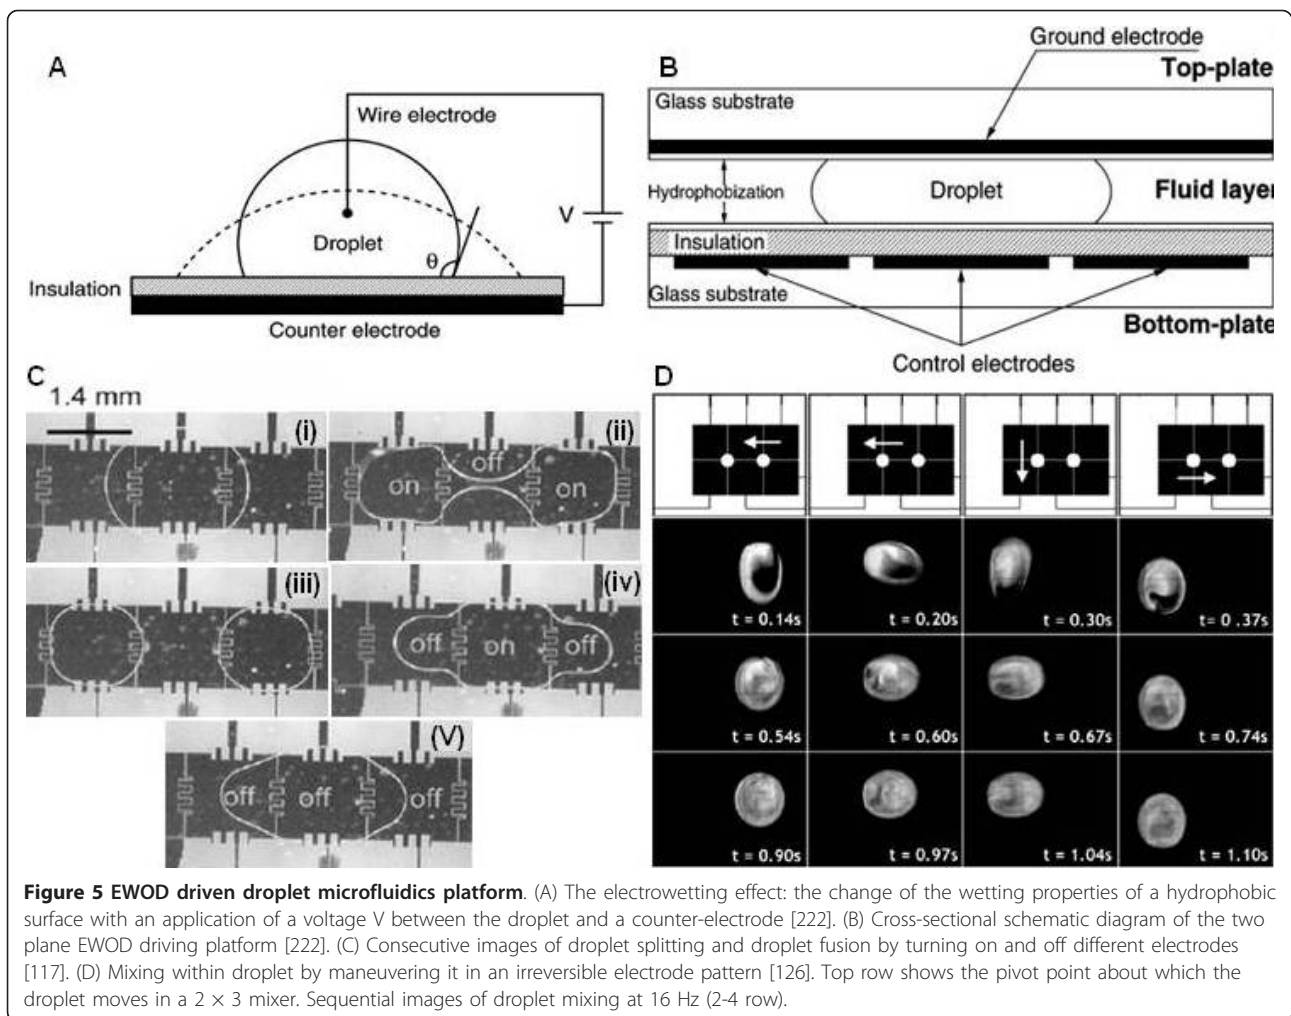 A
Wire electrode
V
Droplet
θ
Insulation
Counter electrode
B
Ground electrode
Top-plate
Glass substrate
Hydrophobization
Droplet
Fluid layer
Insulation
Glass substrate
Bottom-plate
Control electrodes
C
1.4 mm
(i)
(ii)
off
on
on
(iii)
(iv)
off
on
off
(V)
off
off
off
D
t = 0.14s
t = 0.20s
t = 0.30s
t= 0 .37s
t = 0.54s
t = 0.60s
t = 0.67s
t = 0.74s
t = 0.90s
t = 0.97s
t = 1.04s
t = 1.10s
Figure 5 EWOD driven droplet microfluidics platform. (A) The electrowetting effect: the change of the wetting properties of a hydrophobic
surface with an application of a voltage V between the droplet and a counter-electrode [222]. (B) Cross-sectional schematic diagram of the two
plane EWOD driving platform [222]. (C) Consecutive images of droplet splitting and droplet fusion by turning on and off different electrodes
[117]. (D) Mixing within droplet by maneuvering it in an irreversible electrode pattern [126]. Top row shows the pivot point about which the
droplet moves in a 2 × 3 mixer. Sequential images of droplet mixing at 16 Hz (2-4 row).